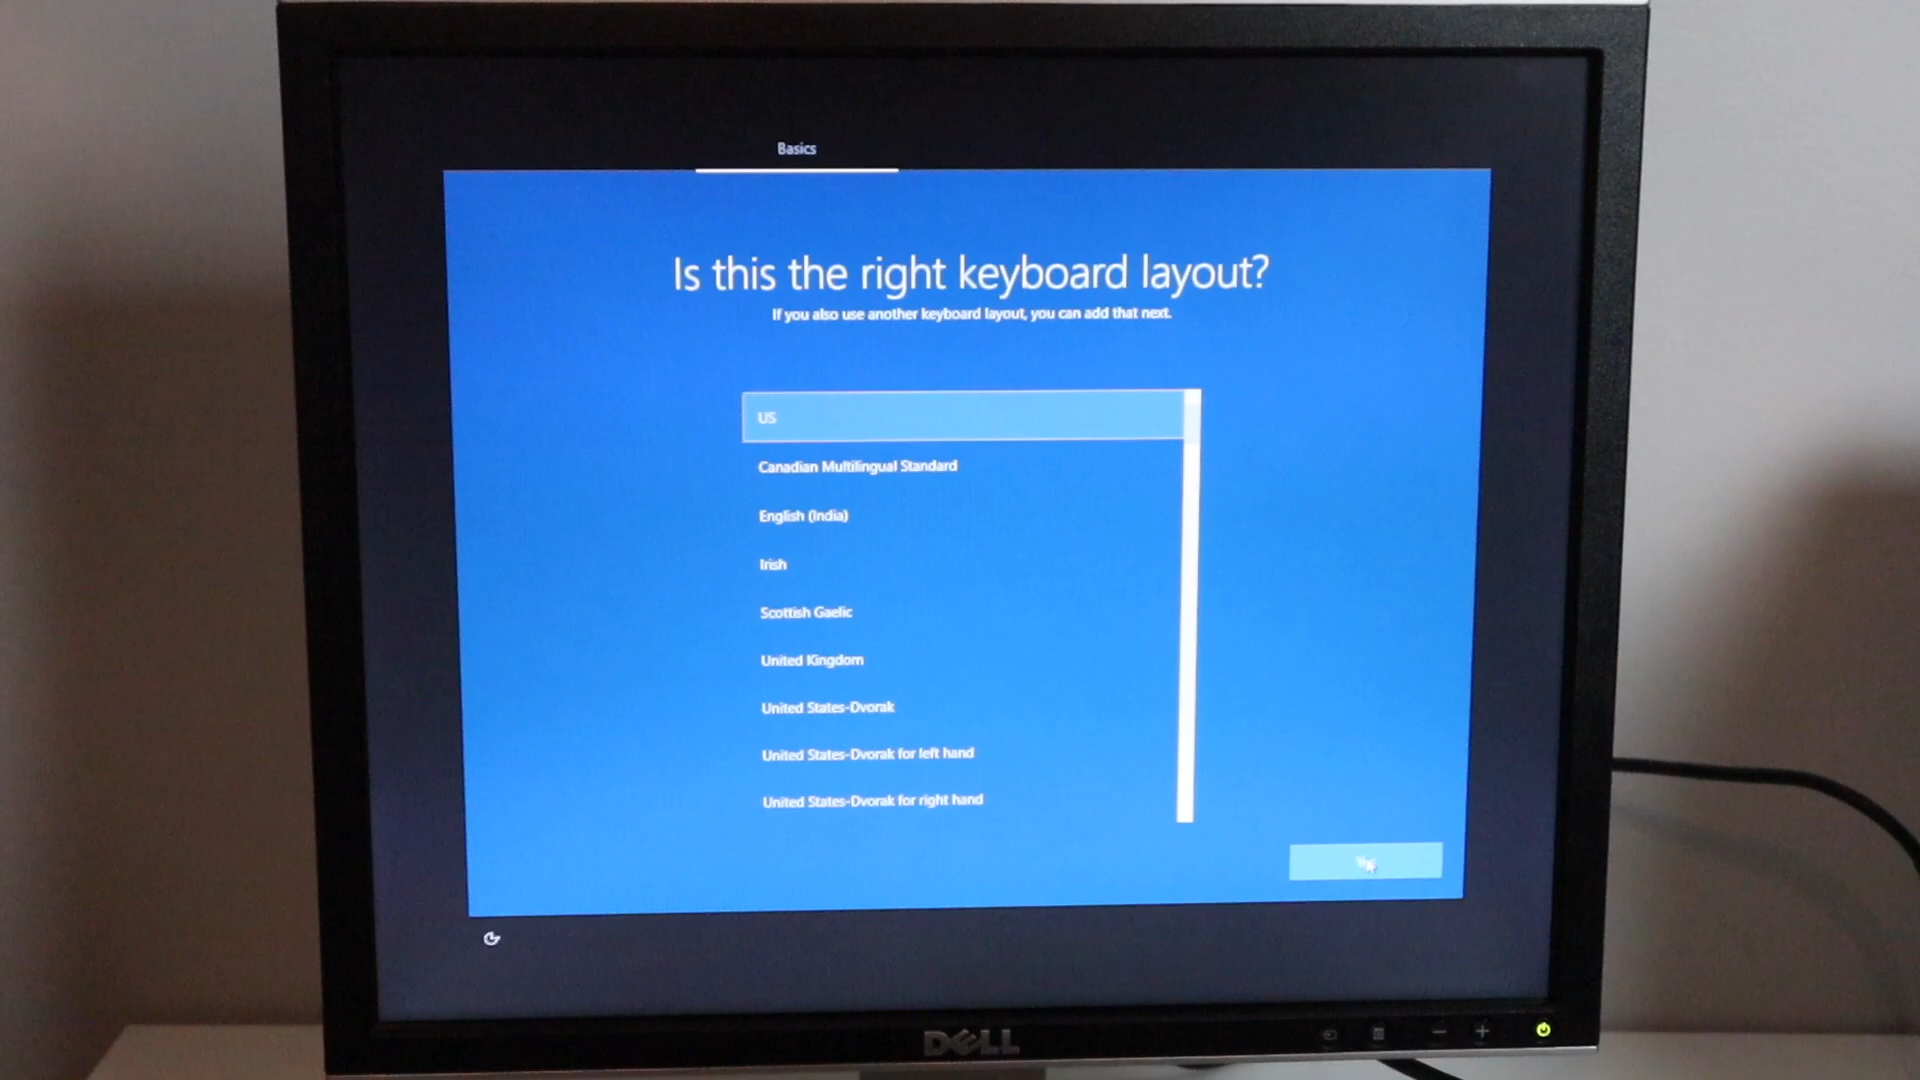 Basics
Is this the right keyboard layout?
If you also use another keyboard layout, you can add that next.
US
Canadian Multilingual Standard
English (India)
Irish
Scottish Gaelic
United Kingdom
United States-Dvorak
United States-Dvorak for left hand
United States-Dvorak for right hand
DELL